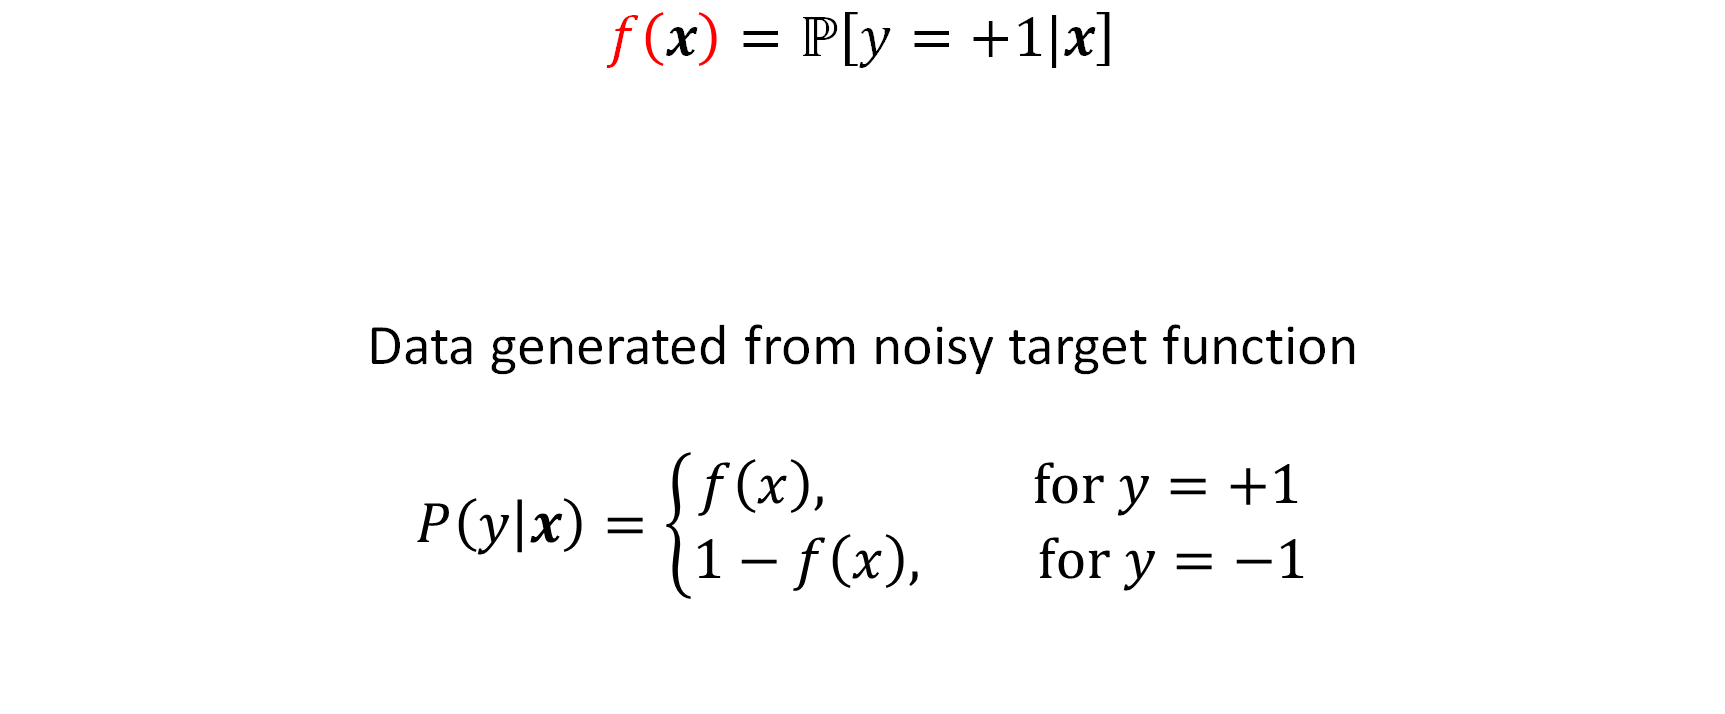 f(x) = ℙ[y = +1|x]
Data generated from noisy target function
P(y|x) = { f(x), for y = +1
1 − f(x), for y = −1